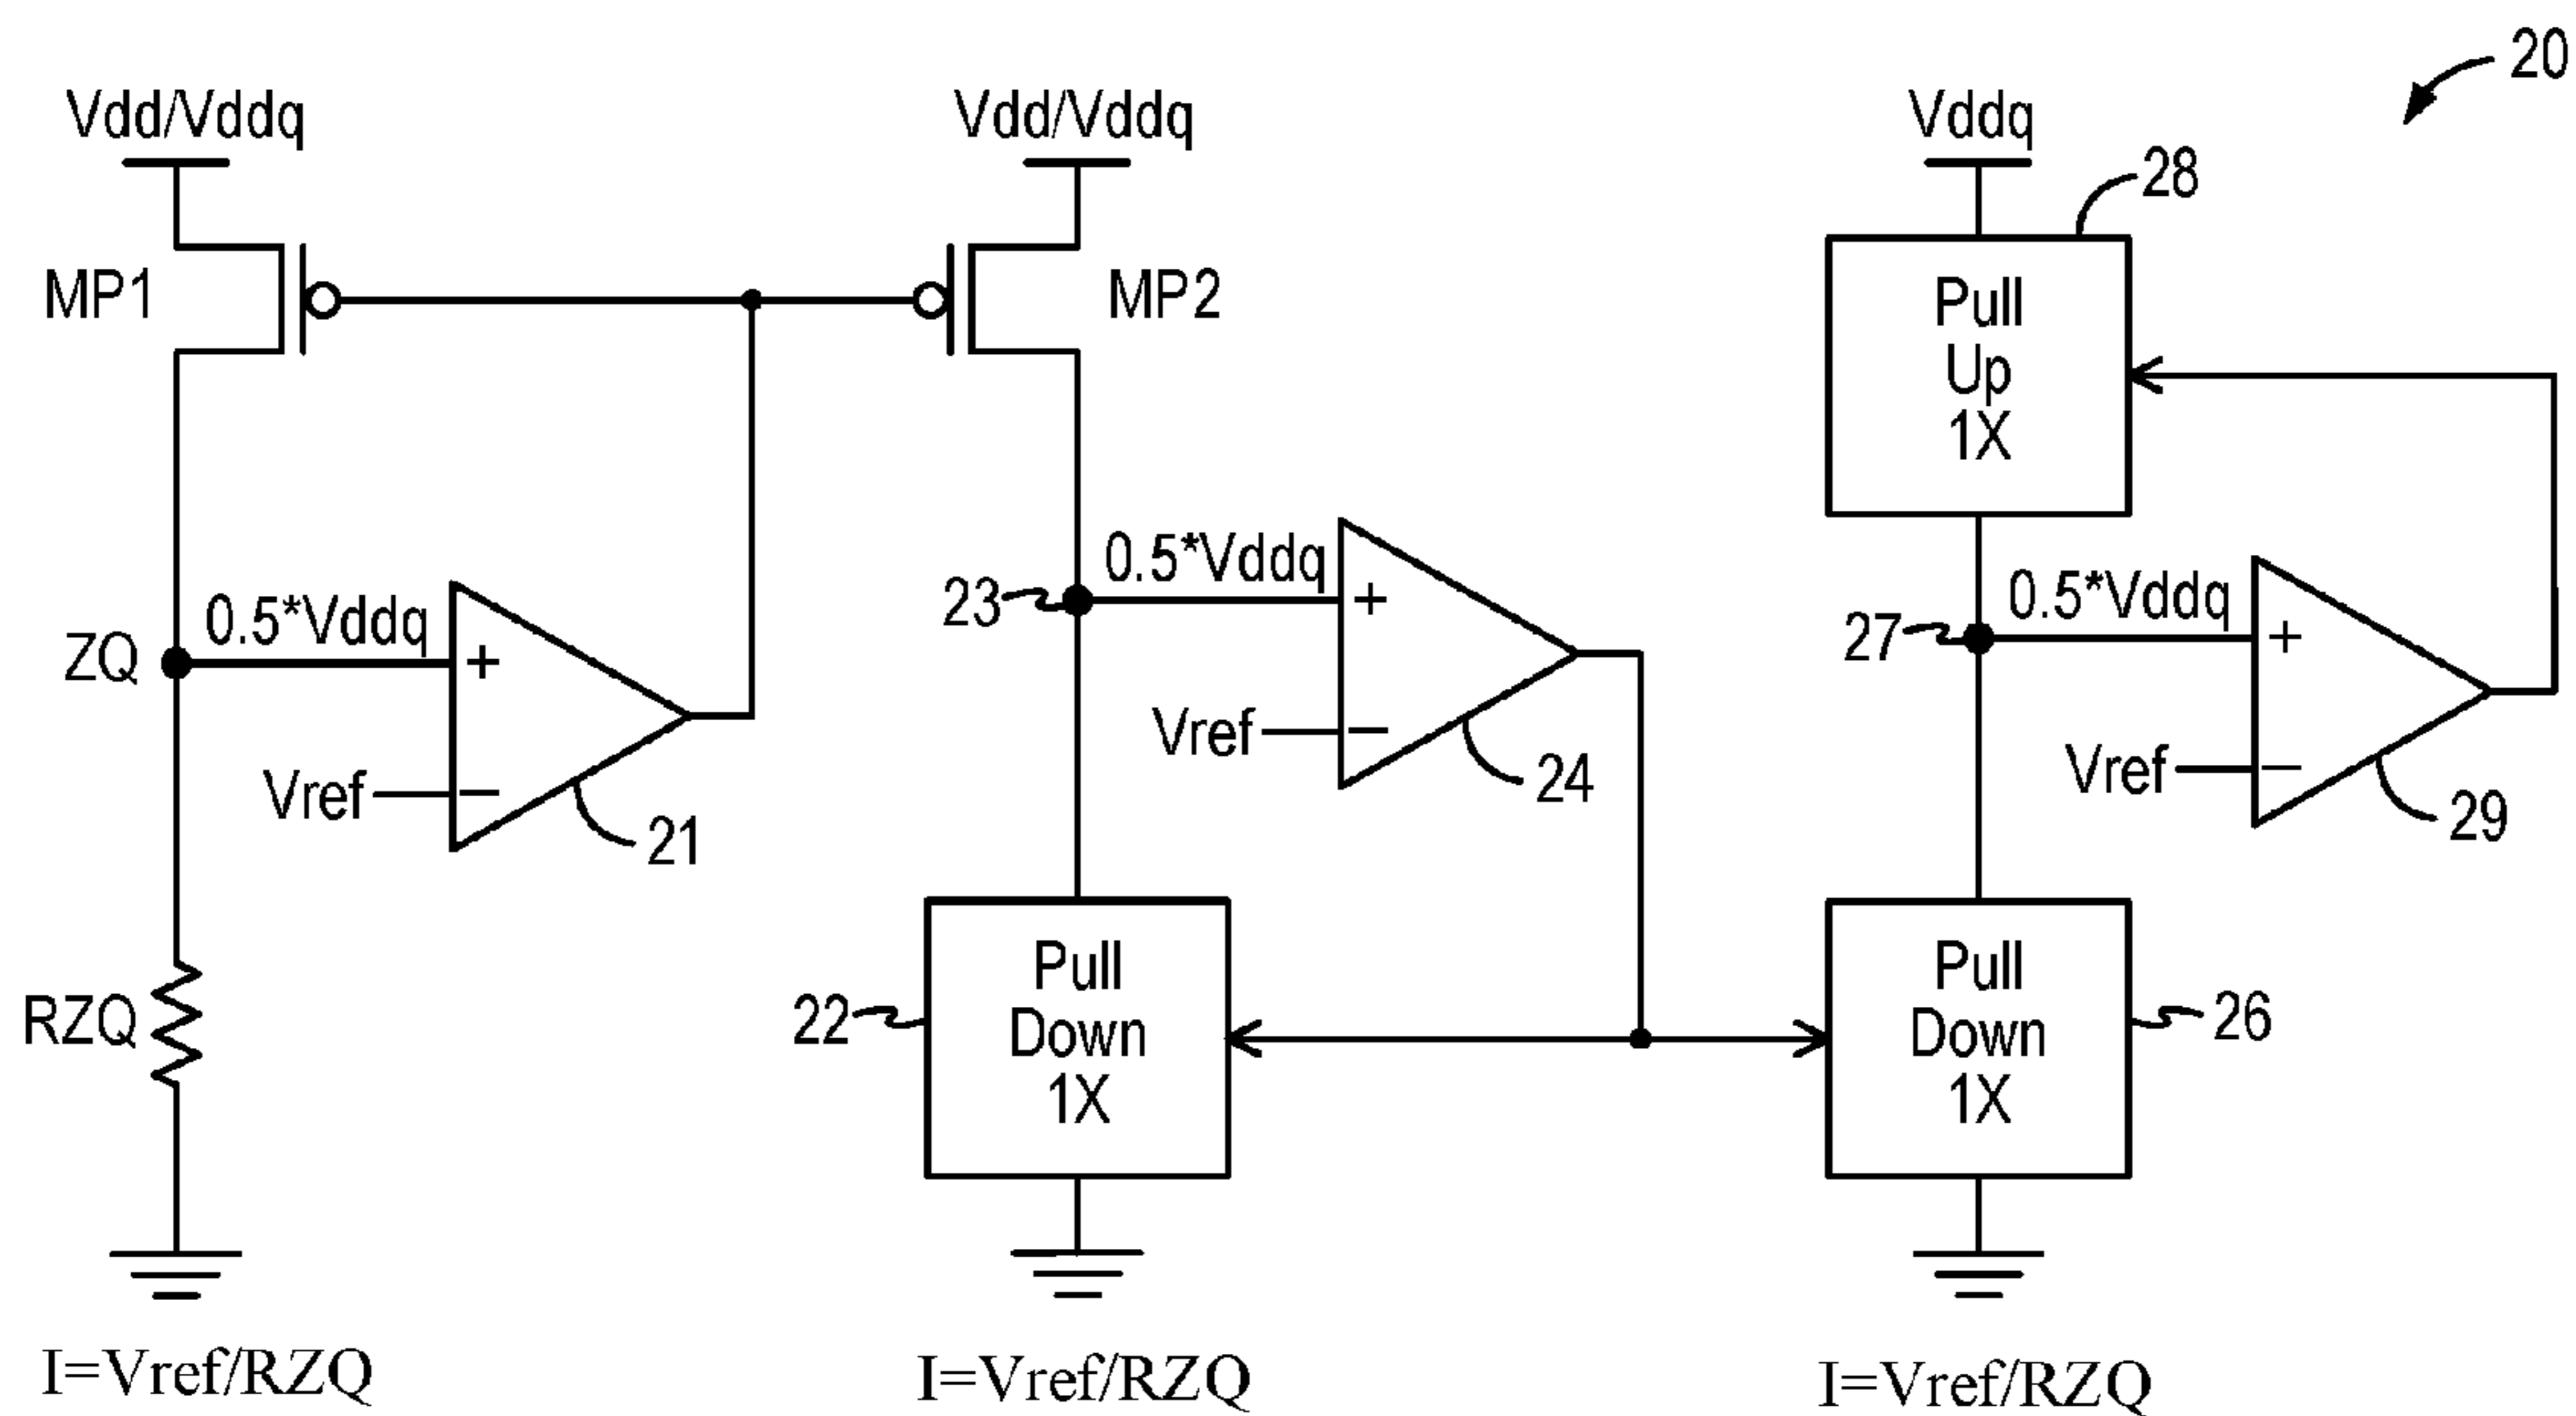 20
Vdd/Vddq
Vdd/Vddq
Vddq
28
MP1
MP2
Pull
Up
1X
0.5*Vddq
23
0.5*Vddq
+
ZQ
0.5*Vddq
+
27
+
Vref
−
24
Vref
−
21
Vref
−
29
RZQ
22
Pull
Down
1X
Pull
Down
1X
26
I=Vref/RZQ
I=Vref/RZQ
I=Vref/RZQ